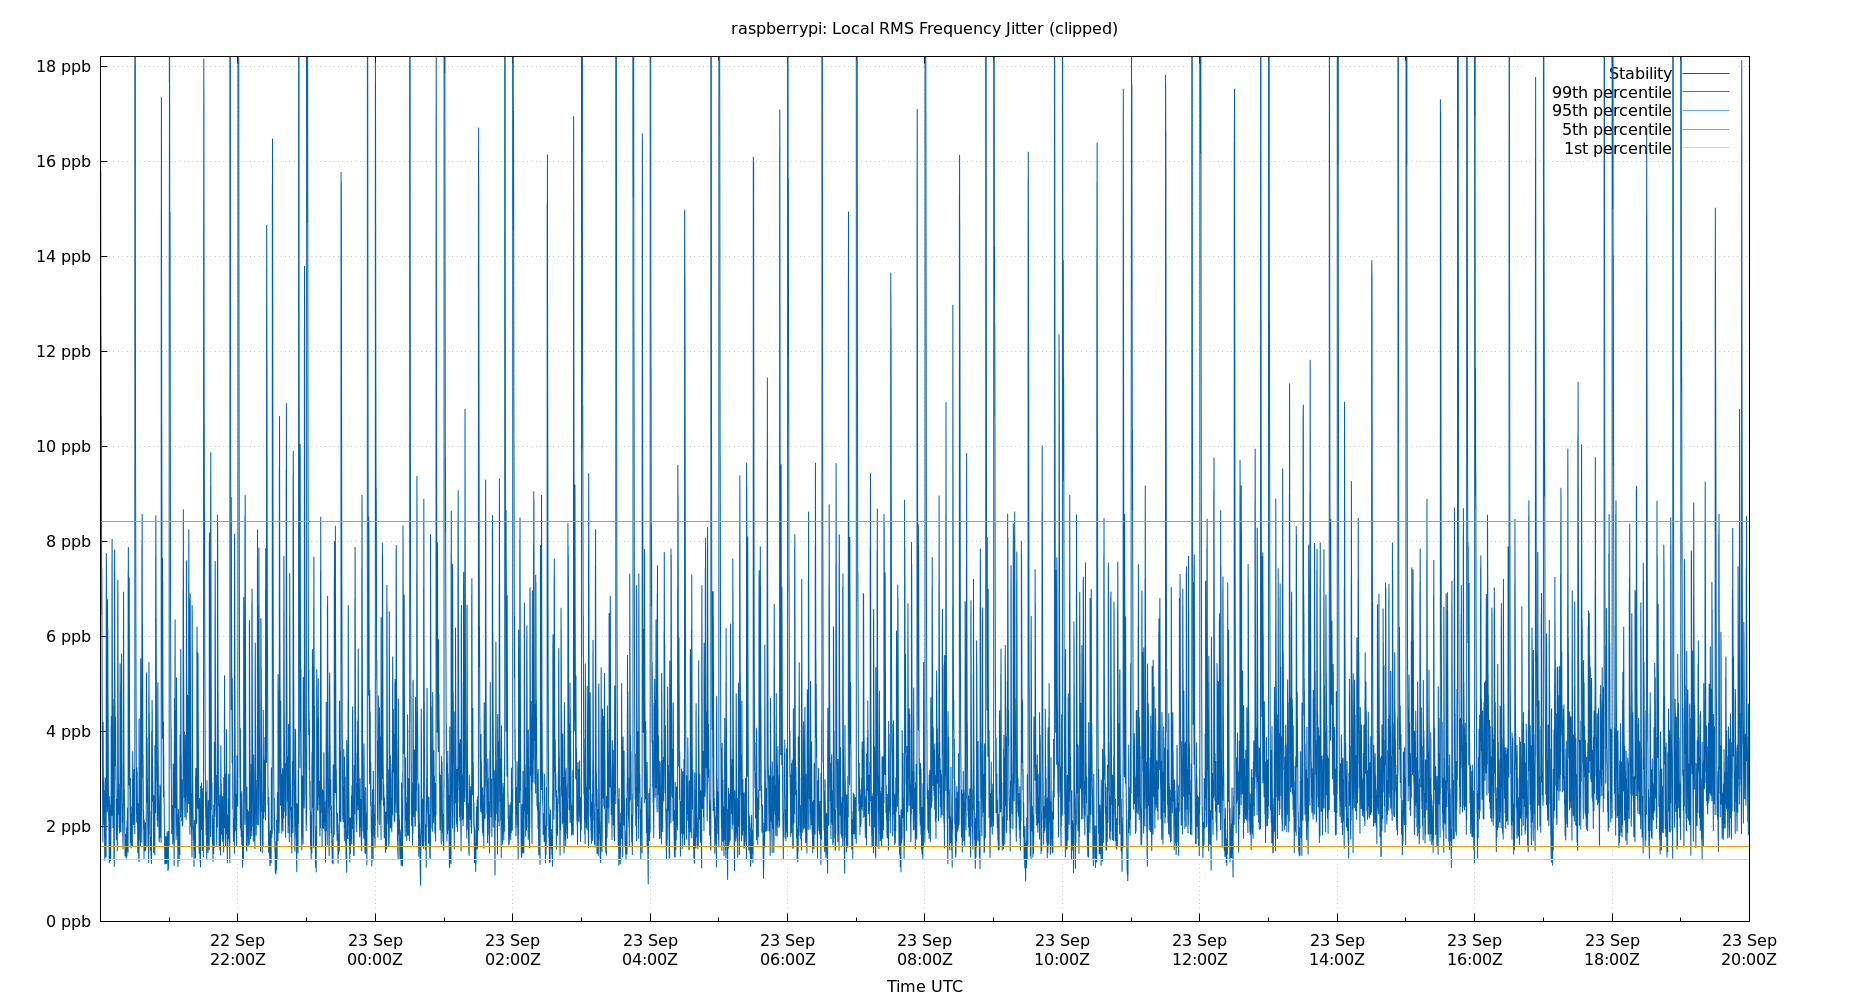 raspberrypi: Local RMS Frequency Jitter (clipped)
18 ppb
16 ppb
14 ppb
12 ppb
10 ppb
8 ppb
6 ppb
4 ppb
2 ppb
0 ppb
Stability
99th percentile
95th percentile
5th percentile
1st percentile
22 Sep 23 Sep 23 Sep 23 Sep 23 Sep 23 Sep 23 Sep 23 Sep 23 Sep 23 Sep 23 Sep 23 Sep
22:00Z 00:00Z 02:00Z 04:00Z 06:00Z 08:00Z 10:00Z 12:00Z 14:00Z 16:00Z 18:00Z 20:00Z
Time UTC